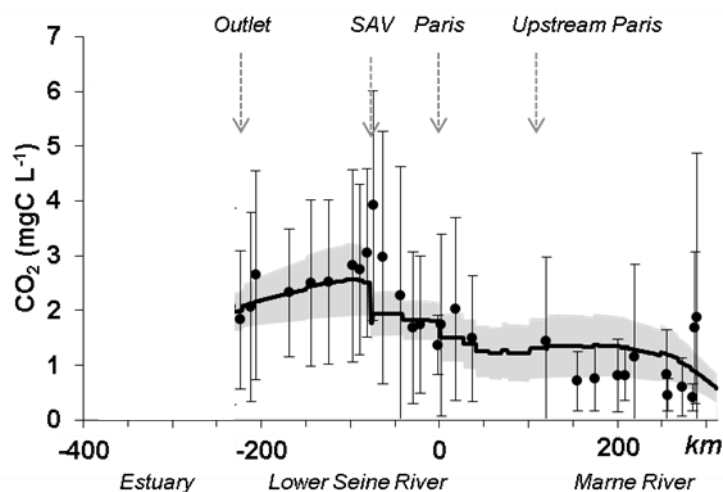 Outlet SAV Paris Upstream Paris
7
6
5
4
3
2
1
0
CO₂ (mgC L⁻¹)
-400 -200 0 200 km
Estuary Lower Seine River Marne River